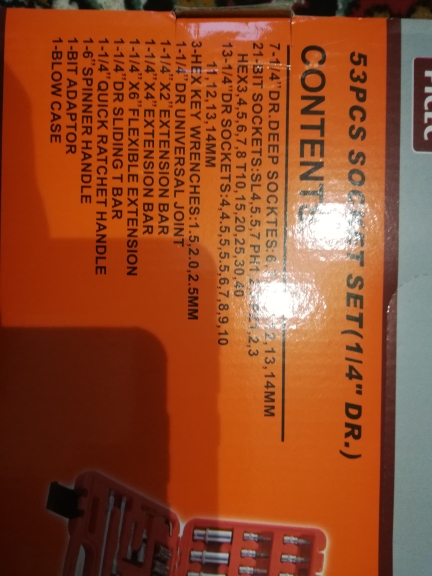 53PCS SOCKET SET(1/4" DR.)
CONTENTS
7-1/4"DR.DEEP SOCKTES:6, 2,13,14MM
21-BIT SOCKETS:SL4,5.5,7 PH1, 1,2,3
HEX3,4,5,6,7,8 T10,15,20,25,30,40
13-1/4"DR SOCKETS:4,4.5,5,5.5,6,7,8,9,10
11,12,13,14MM
3-HEX KEY WRENCHES:1.5,2.0,2.5MM
1-1/4"DR UNIVERSAL JOINT
1-1/4"X2"EXTENSION BAR
1-1/4"X4"EXTENSION BAR
1-1/4"X6"FLEXIBLE EXTENSION
1-1/4"DR SLIDING T BAR
1-1/4"QUICK RATCHET HANDLE
1-6"SPINNER HANDLE
1-BIT ADAPTOR
1-BLOW CASE